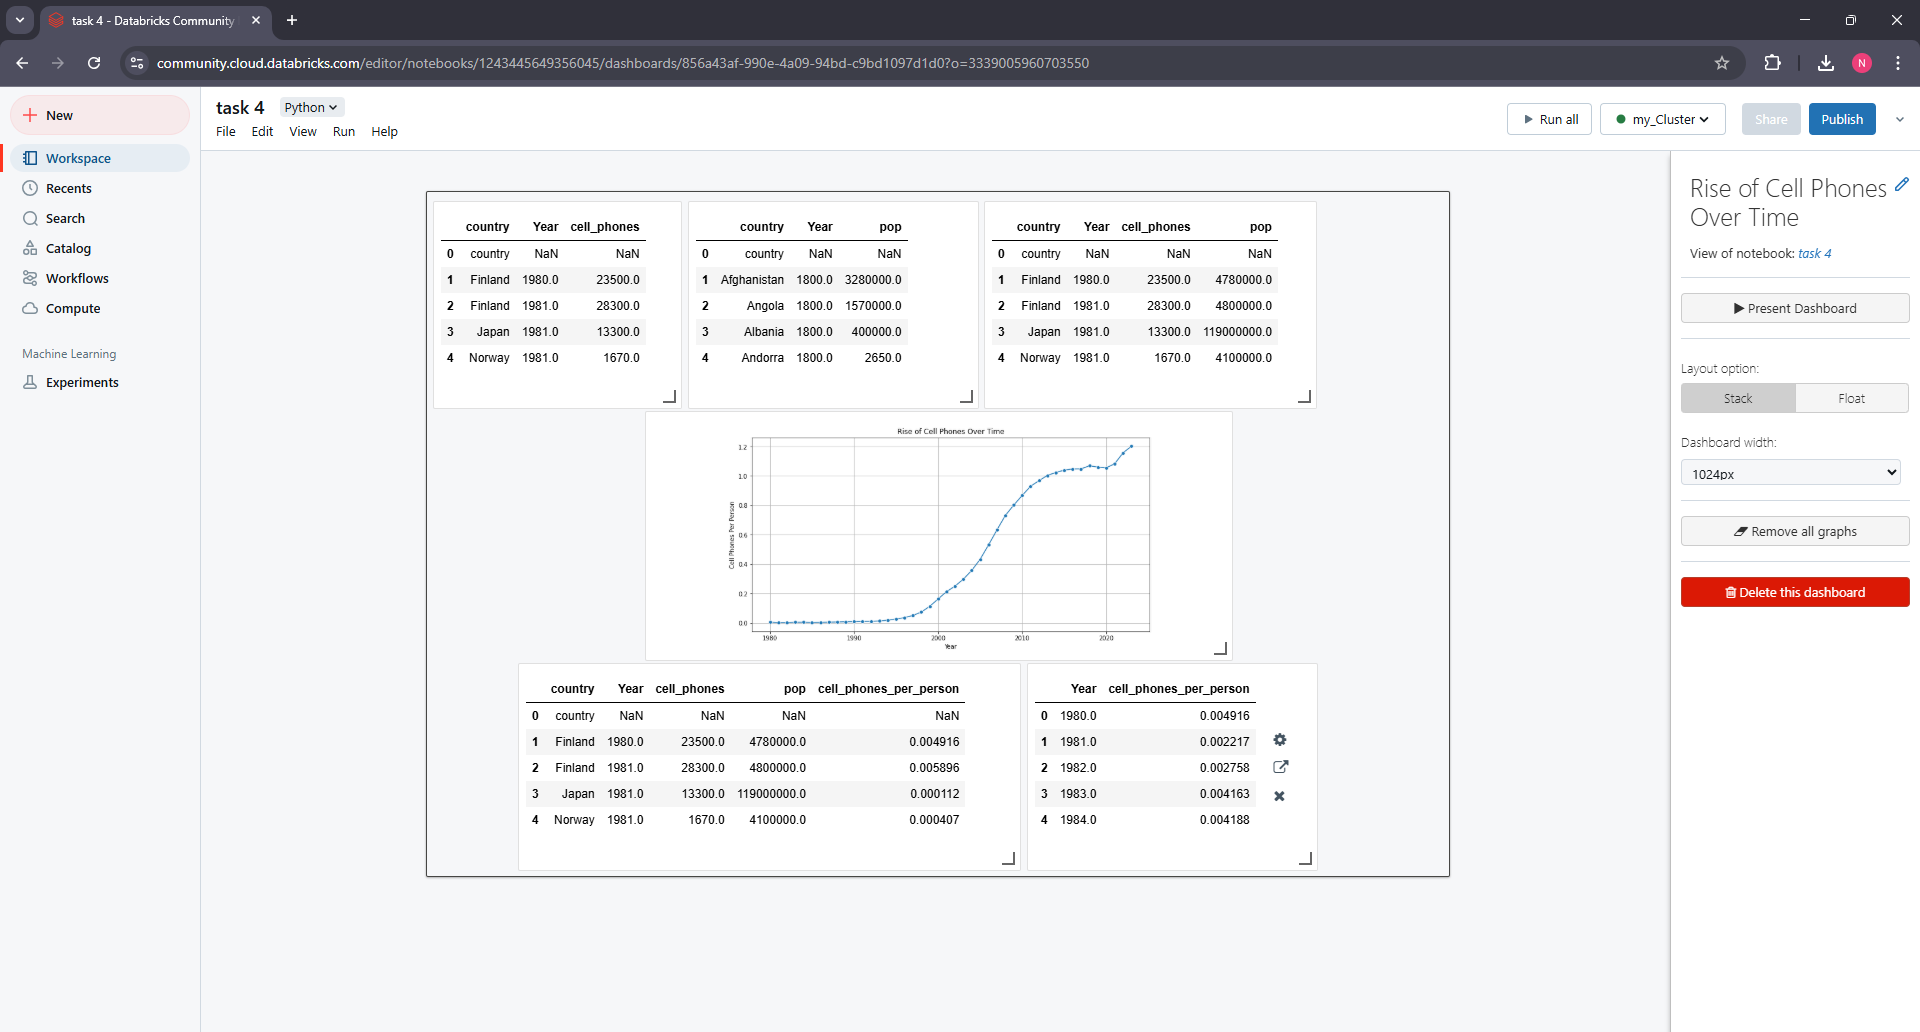 task 4 - Databricks Community
community.cloud.databricks.com/editor/notebooks/1243445649356045/dashboards/856a43af-990e-4a09-94bd-c9bd1097d1d0?o=3339005960703550
N
New
Workspace
Recents
Search
Catalog
Workflows
Compute
Machine Learning
Experiments
task 4 Python
File Edit View Run Help
Run all my_Cluster Share Publish
country Year cell_phones
0 country NaN NaN
1 Finland 1980.0 23500.0
2 Finland 1981.0 28300.0
3 Japan 1981.0 13300.0
4 Norway 1981.0 1670.0
country Year pop
0 country NaN NaN
1 Afghanistan 1800.0 3280000.0
2 Angola 1800.0 1570000.0
3 Albania 1800.0 400000.0
4 Andorra 1800.0 2650.0
country Year cell_phones pop
0 country NaN NaN NaN
1 Finland 1980.0 23500.0 4780000.0
2 Finland 1981.0 28300.0 4800000.0
3 Japan 1981.0 13300.0 119000000.0
4 Norway 1981.0 1670.0 4100000.0
Rise of Cell Phones Over Time
Cell Phones Per Person
1.2
1.0
0.8
0.6
0.4
0.2
0.0
1980 1990 2000 2010 2020
Year
country Year cell_phones pop cell_phones_per_person
0 country NaN NaN NaN NaN
1 Finland 1980.0 23500.0 4780000.0 0.004916
2 Finland 1981.0 28300.0 4800000.0 0.005896
3 Japan 1981.0 13300.0 119000000.0 0.000112
4 Norway 1981.0 1670.0 4100000.0 0.000407
Year cell_phones_per_person
0 1980.0 0.004916
1 1981.0 0.002217
2 1982.0 0.002758
3 1983.0 0.004163
4 1984.0 0.004188
Rise of Cell Phones
Over Time
View of notebook: task 4
Present Dashboard
Layout option:
Stack Float
Dashboard width:
1024px
Remove all graphs
Delete this dashboard